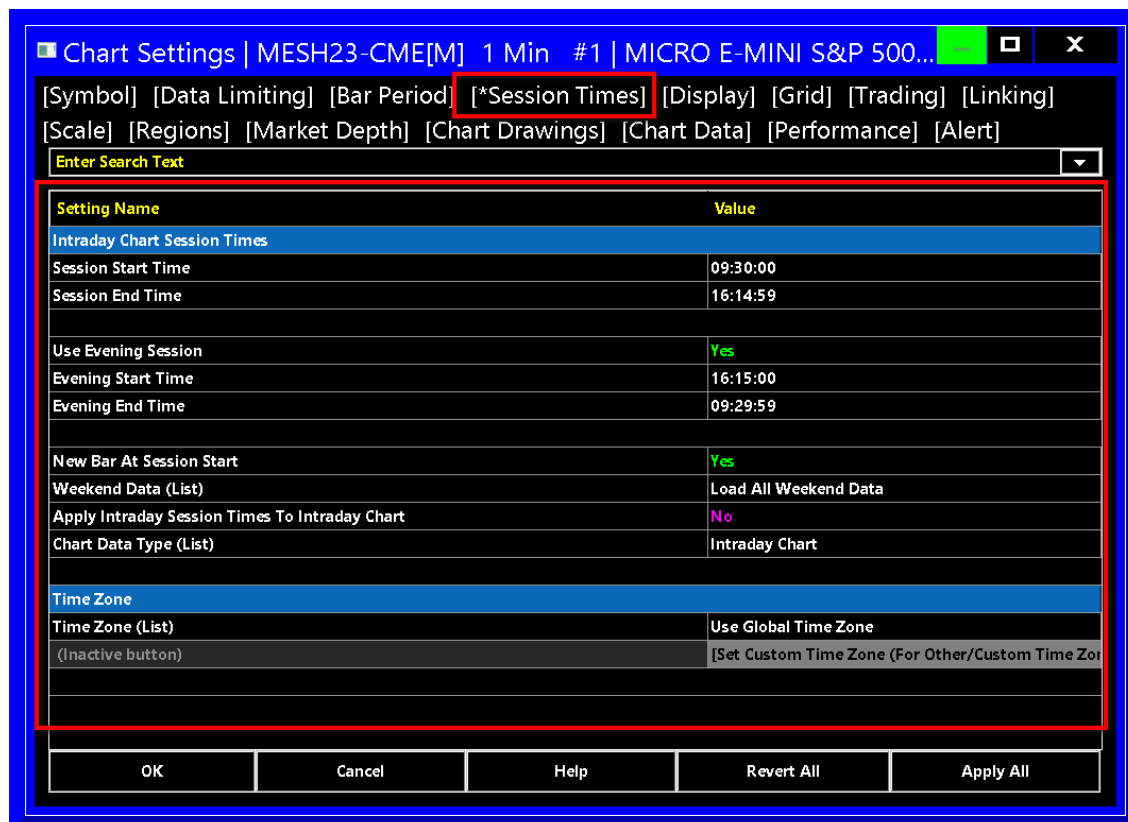 Chart Settings | MESH23-CME[M] 1 Min #1 | MICRO E-MINI S&P 500...
[Symbol] [Data Limiting] [Bar Period] [*Session Times] [Display] [Grid] [Trading] [Linking]
[Scale] [Regions] [Market Depth] [Chart Drawings] [Chart Data] [Performance] [Alert]
Enter Search Text
Setting Name Value
Intraday Chart Session Times
Session Start Time 09:30:00
Session End Time 16:14:59
Use Evening Session Yes
Evening Start Time 16:15:00
Evening End Time 09:29:59
New Bar At Session Start Yes
Weekend Data (List) Load All Weekend Data
Apply Intraday Session Times To Intraday Chart No
Chart Data Type (List) Intraday Chart
Time Zone
Time Zone (List) Use Global Time Zone
(Inactive button) [Set Custom Time Zone (For Other/Custom Time Zor
OK Cancel Help Revert All Apply All